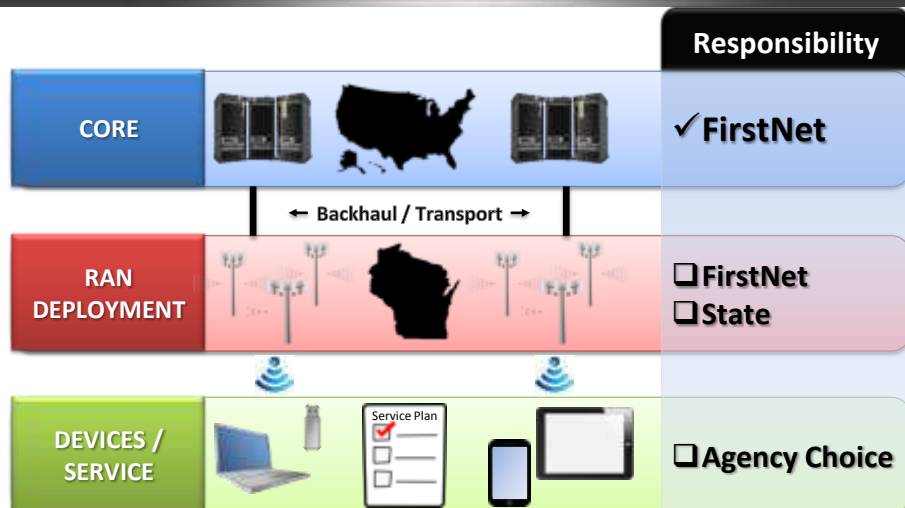 Responsibility
CORE
✓FirstNet
← Backhaul / Transport →
RAN
DEPLOYMENT
❑FirstNet
❑State
DEVICES /
SERVICE
Service Plan
❑Agency Choice